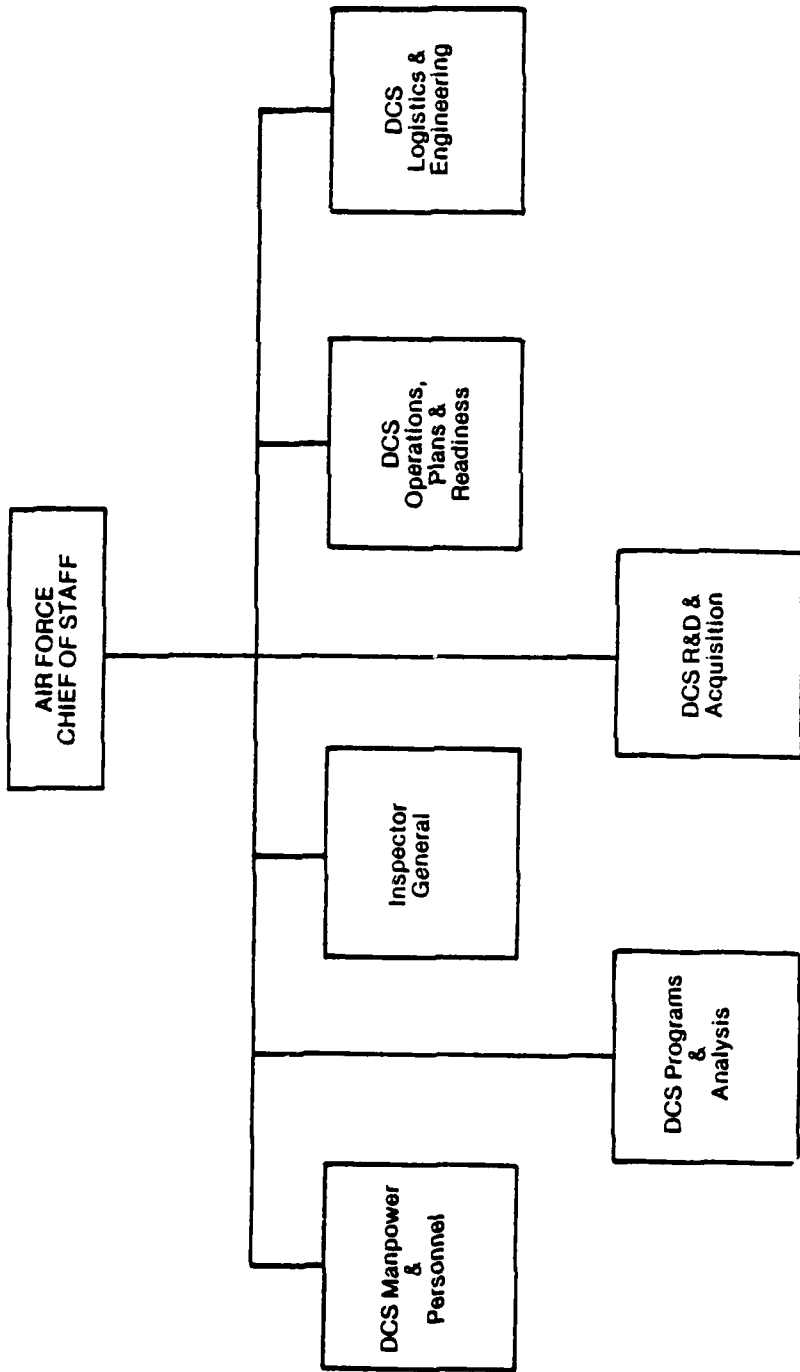 AIR FORCE
CHIEF OF STAFF
DCS Manpower
&
Personnel
Inspector
General
DCS
Operations,
Plans &
Readiness
DCS
Logistics &
Engineering
DCS Programs
&
Analysis
DCS R&D &
Acquisition